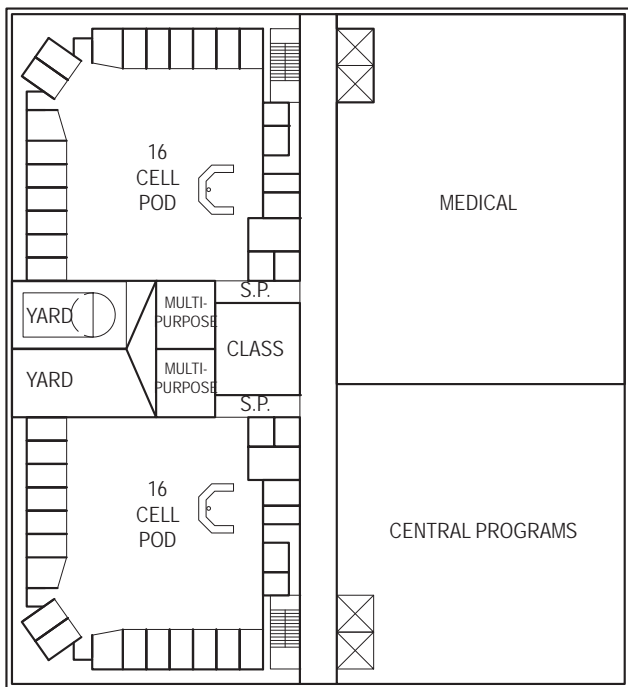 16
CELL
POD
MEDICAL
S.P.
YARD
MULTI-
PURPOSE
CLASS
YARD
MULTI-
PURPOSE
S.P.
16
CELL
POD
CENTRAL PROGRAMS